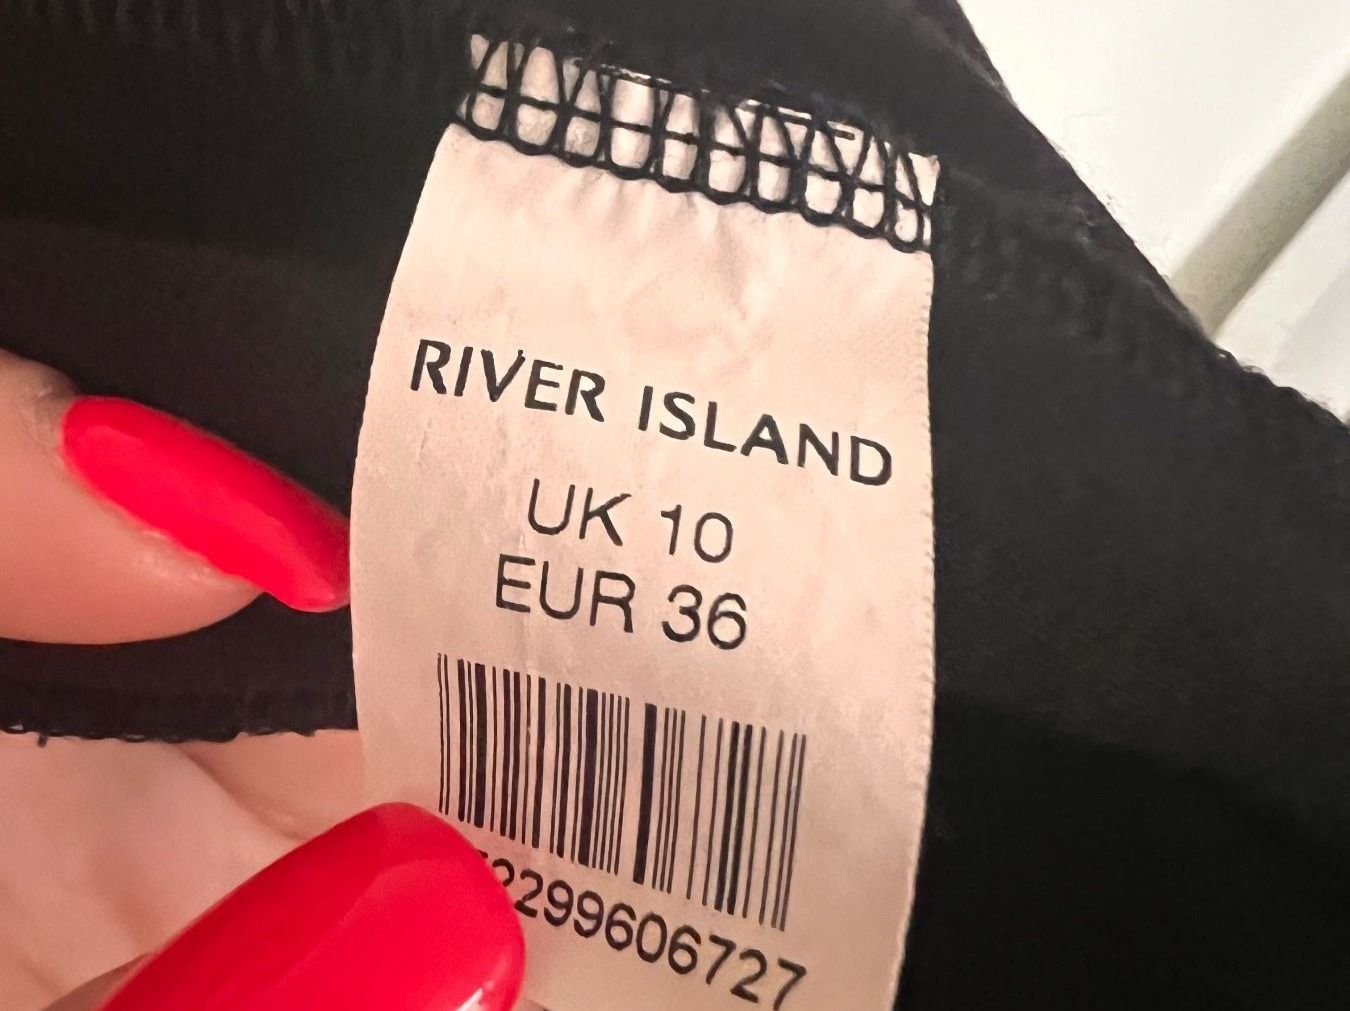 RIVER ISLAND
UK 10
EUR 36
2299606727